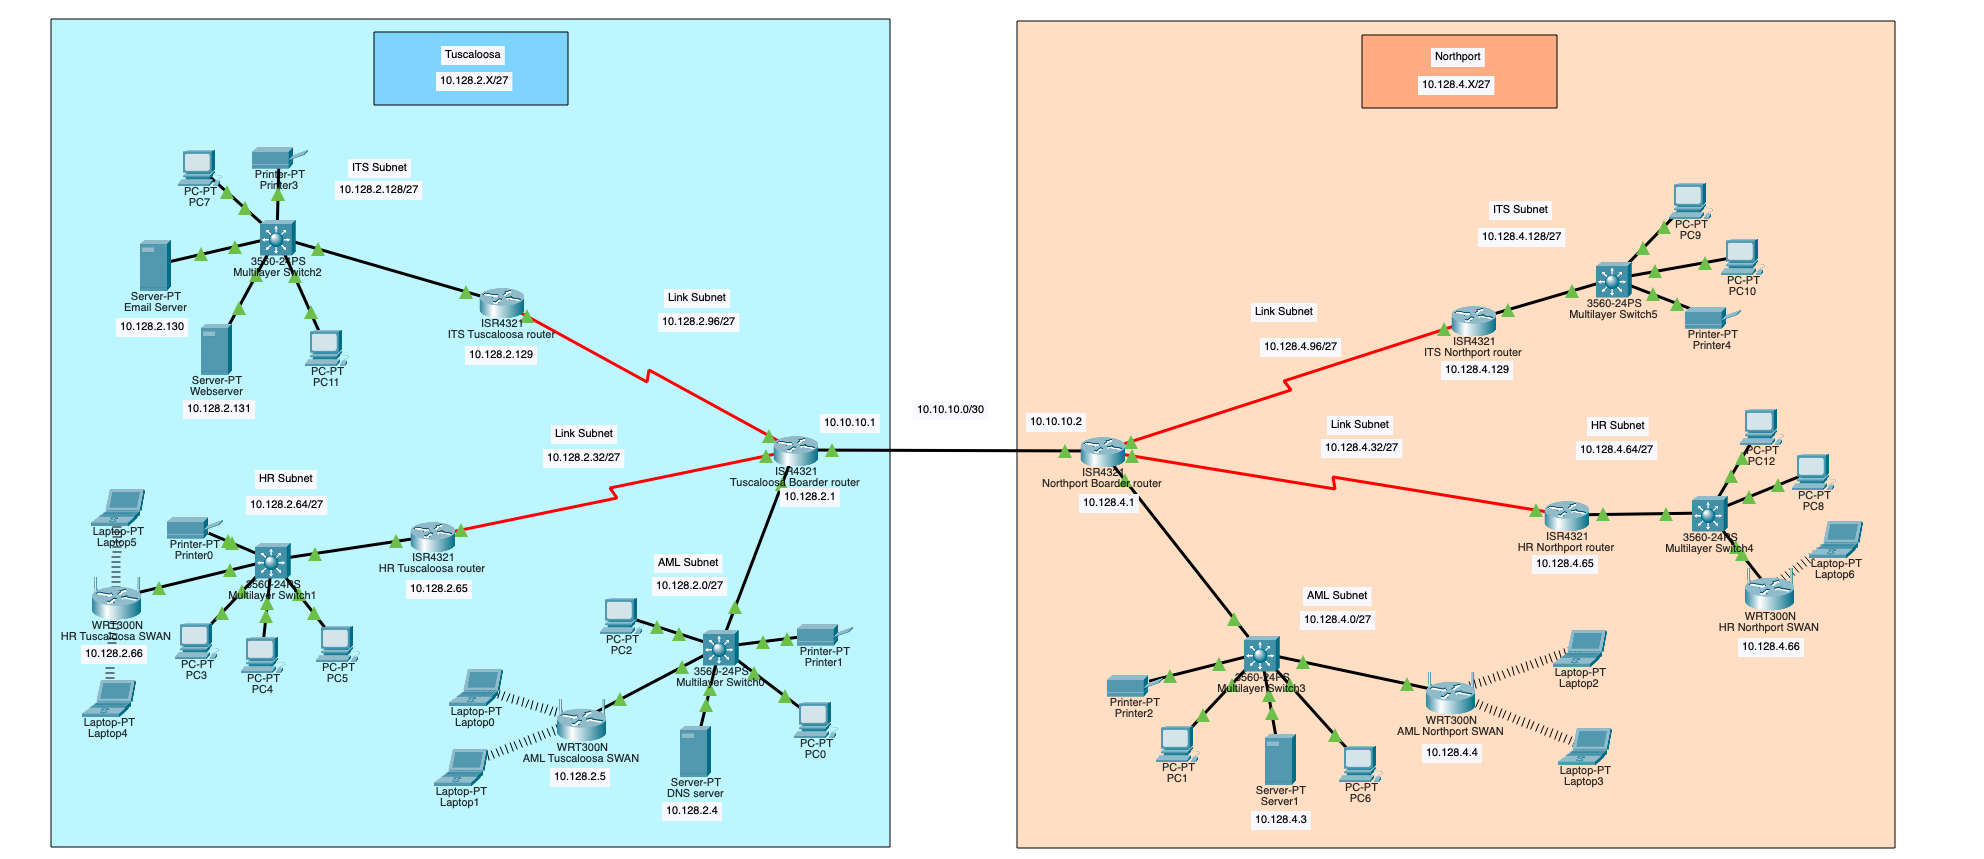 Tuscaloosa
10.128.2.X/27
PC-PT
PC7
Printer-PT
Printer3
ITS Subnet
10.128.2.128/27
3560-24PS
Multilayer Switch2
Server-PT
Email Server
10.128.2.130
Server-PT
Webserver
10.128.2.131
PC-PT
PC11
ISR4321
ITS Tuscaloosa router
10.128.2.129
Link Subnet
10.128.2.96/27
Link Subnet
10.128.2.32/27
10.10.10.1
ISR4321
Tuscaloosa Boarder router
10.128.2.1
HR Subnet
10.128.2.64/27
Laptop-PT
Laptop5
Printer-PT
Printer0
3560-24PS
Multilayer Switch1
ISR4321
HR Tuscaloosa router
10.128.2.65
WRT300N
HR Tuscaloosa SWAN
10.128.2.66
PC-PT
PC3
PC-PT
PC4
PC-PT
PC5
Laptop-PT
Laptop4
AML Subnet
10.128.2.0/27
PC-PT
PC2
Printer-PT
Printer1
3560-24PS
Multilayer Switch0
Laptop-PT
Laptop0
WRT300N
AML Tuscaloosa SWAN
10.128.2.5
Laptop-PT
Laptop1
Server-PT
DNS server
10.128.2.4
PC-PT
PC0
10.10.10.0/30
Northport
10.128.4.X/27
ITS Subnet
10.128.4.128/27
PC-PT
PC9
PC-PT
PC10
3560-24PS
Multilayer Switch5
Printer-PT
Printer4
Link Subnet
10.128.4.96/27
ISR4321
ITS Northport router
10.128.4.129
10.10.10.2
ISR4321
Northport Boarder router
10.128.4.1
Link Subnet
10.128.4.32/27
HR Subnet
10.128.4.64/27
PC-PT
PC12
PC-PT
PC8
3560-24PS
Multilayer Switch4
ISR4321
HR Northport router
10.128.4.65
Laptop-PT
Laptop6
WRT300N
HR Northport SWAN
10.128.4.66
AML Subnet
10.128.4.0/27
3560-24PS
Multilayer Switch3
Printer-PT
Printer2
PC-PT
PC1
Server-PT
Server1
10.128.4.3
PC-PT
PC6
WRT300N
AML Northport SWAN
10.128.4.4
Laptop-PT
Laptop2
Laptop-PT
Laptop3